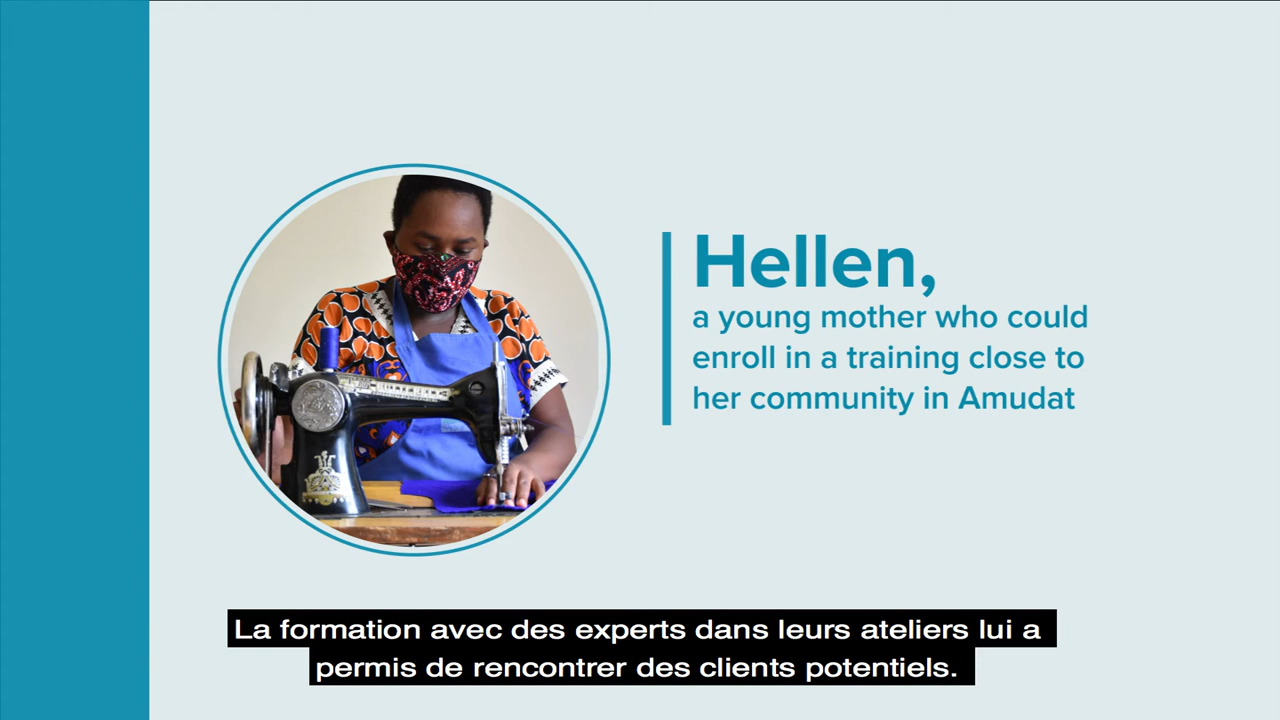 Hellen,
a young mother who could
enroll in a training close to
her community in Amudat
La formation avec des experts dans leurs ateliers lui a
permis de rencontrer des clients potentiels.